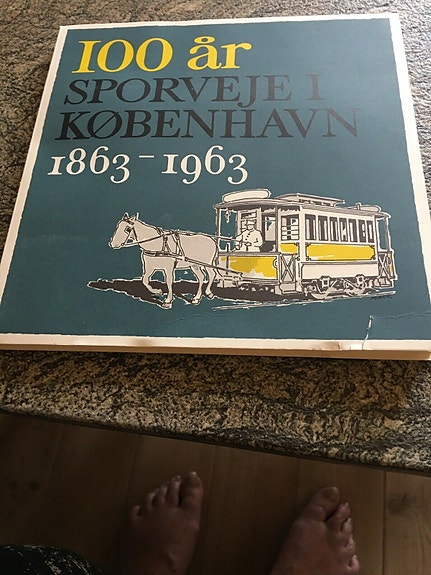 100 år
SPORVEJE I
KØBENHAVN
1863-1963